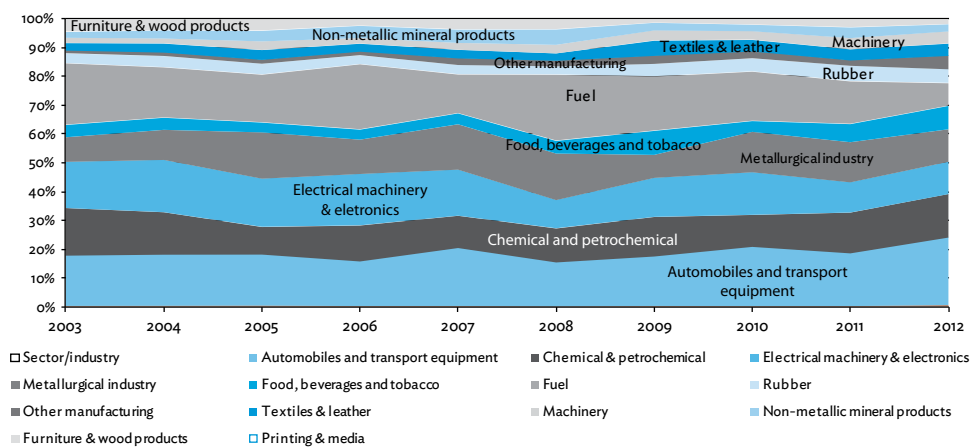 100%
90%
80%
70%
60%
50%
40%
30%
20%
10%
0%
Furniture & wood products
Non-metallic mineral products
Textiles & leather
Machinery
Other manufacturing
Rubber
Fuel
Food, beverages and tobacco
Metallurgical industry
Electrical machinery
& eletronics
Chemical and petrochemical
Automobiles and transport
equipment
2003 2004 2005 2006 2007 2008 2009 2010 2011 2012
Sector/industry Automobiles and transport equipment Chemical & petrochemical Electrical machinery & electronics
Metallurgical industry Food, beverages and tobacco Fuel Rubber
Other manufacturing Textiles & leather Machinery Non-metallic mineral products
Furniture & wood products Printing & media